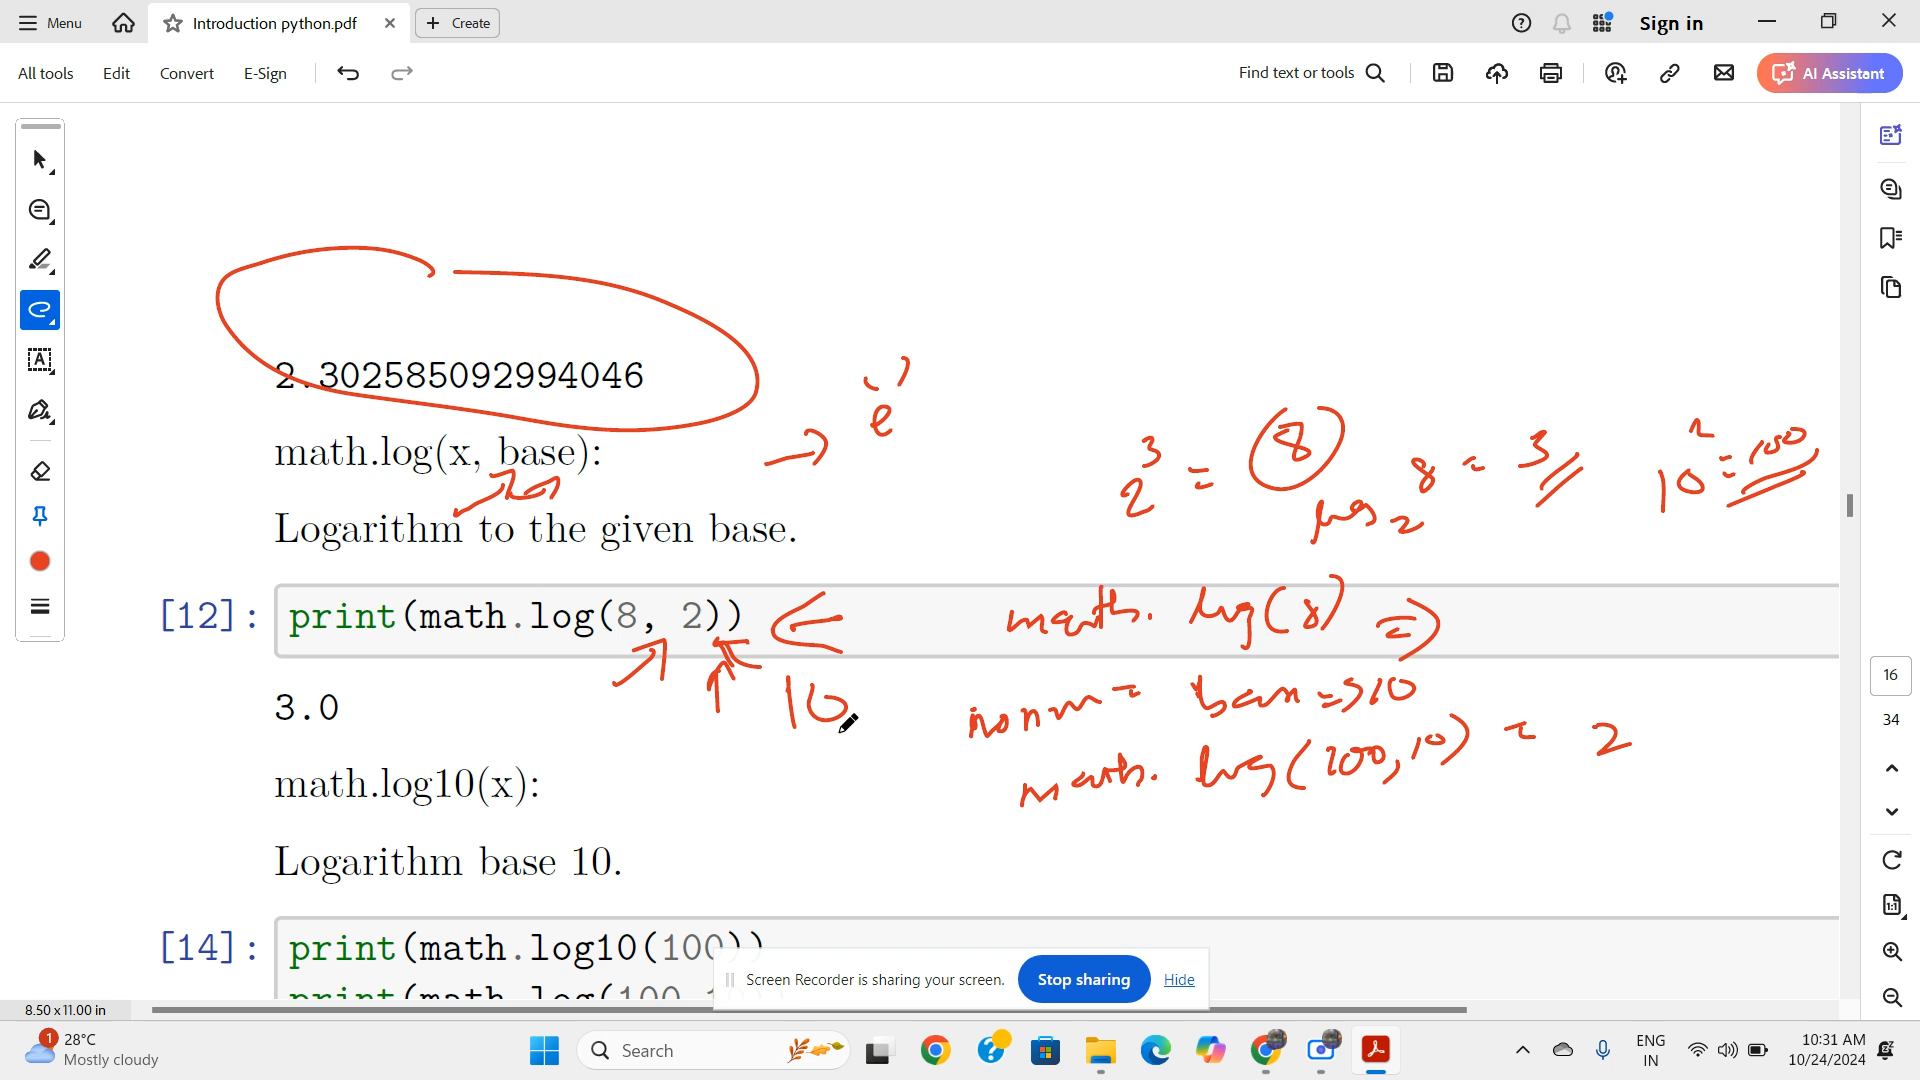 Menu
Introduction python.pdf
Create
Sign in
All tools
Edit
Convert
E-Sign
Find text or tools
AI Assistant
2.302585092994046
e
math.log(x, base):
2³ = 8
log₂ 8 = 3
10² = 100
Logarithm to the given base.
[12]: print(math.log(8, 2))
math. log(8) =>
10
3.0
math. log(100,10) = 2
math.log10(x):
Logarithm base 10.
[14]: print(math.log10(100))
16
34
Screen Recorder is sharing your screen.
Stop sharing
Hide
8.50 x 11.00 in
1
28°C
Mostly cloudy
Search
ENG
IN
10:31 AM
10/24/2024